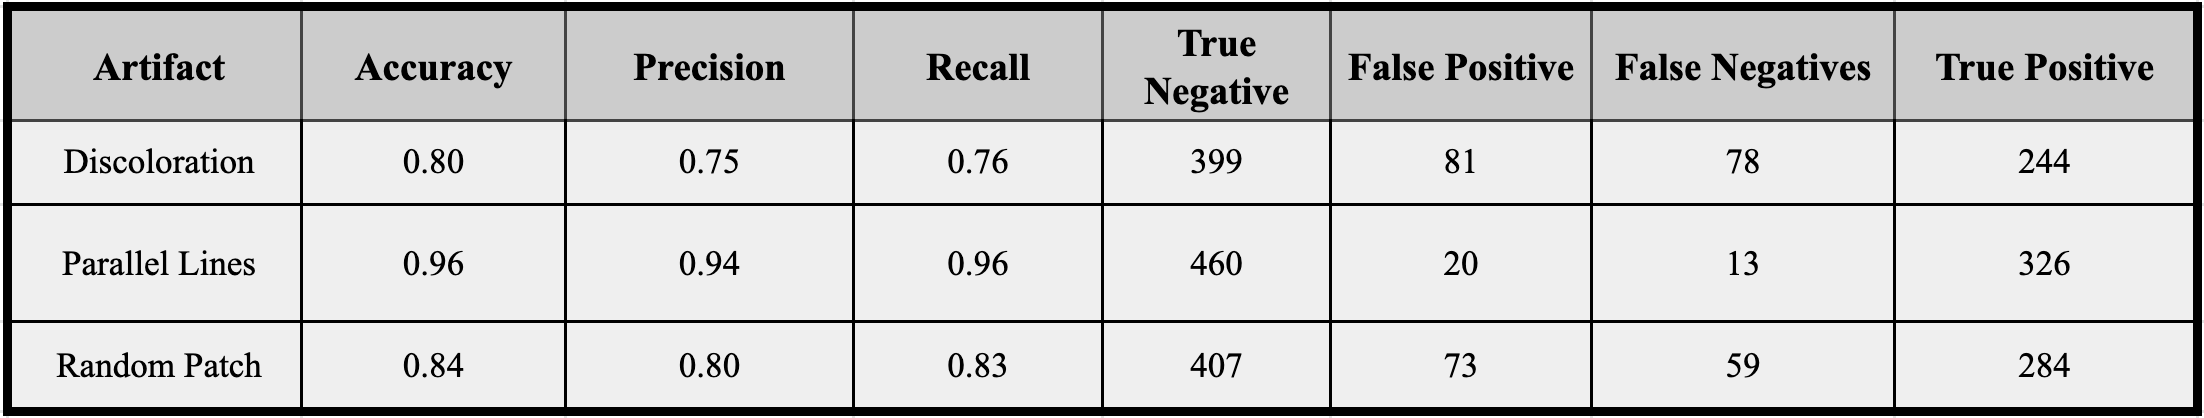 Artifact Accuracy Precision Recall True Negative False Positive False Negatives True Positive
Discoloration 0.80 0.75 0.76 399 81 78 244
Parallel Lines 0.96 0.94 0.96 460 20 13 326
Random Patch 0.84 0.80 0.83 407 73 59 284